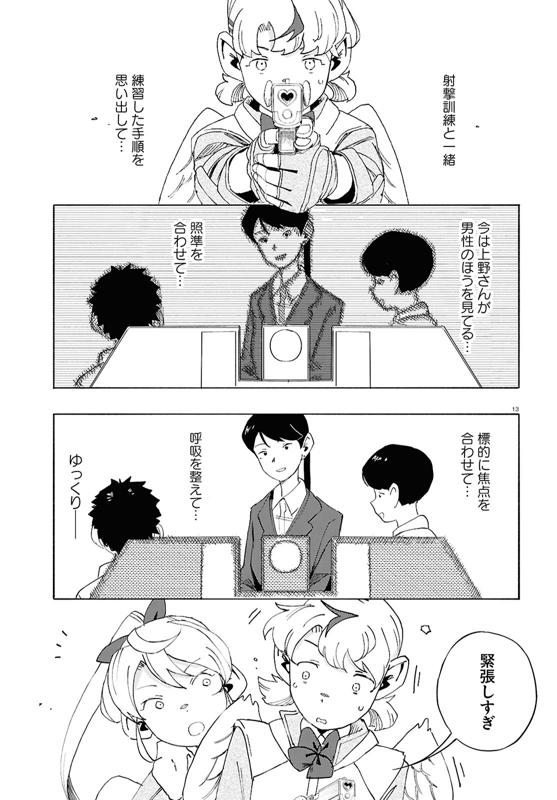 射撃訓練と一緒
練習した手順を
思い出して…
今は上野さんが
男性のほうを見てる…
照準を
合わせて…
13
標的に焦点を
合わせて…
呼吸を整えて…
ゆっくり──
緊張しすぎ